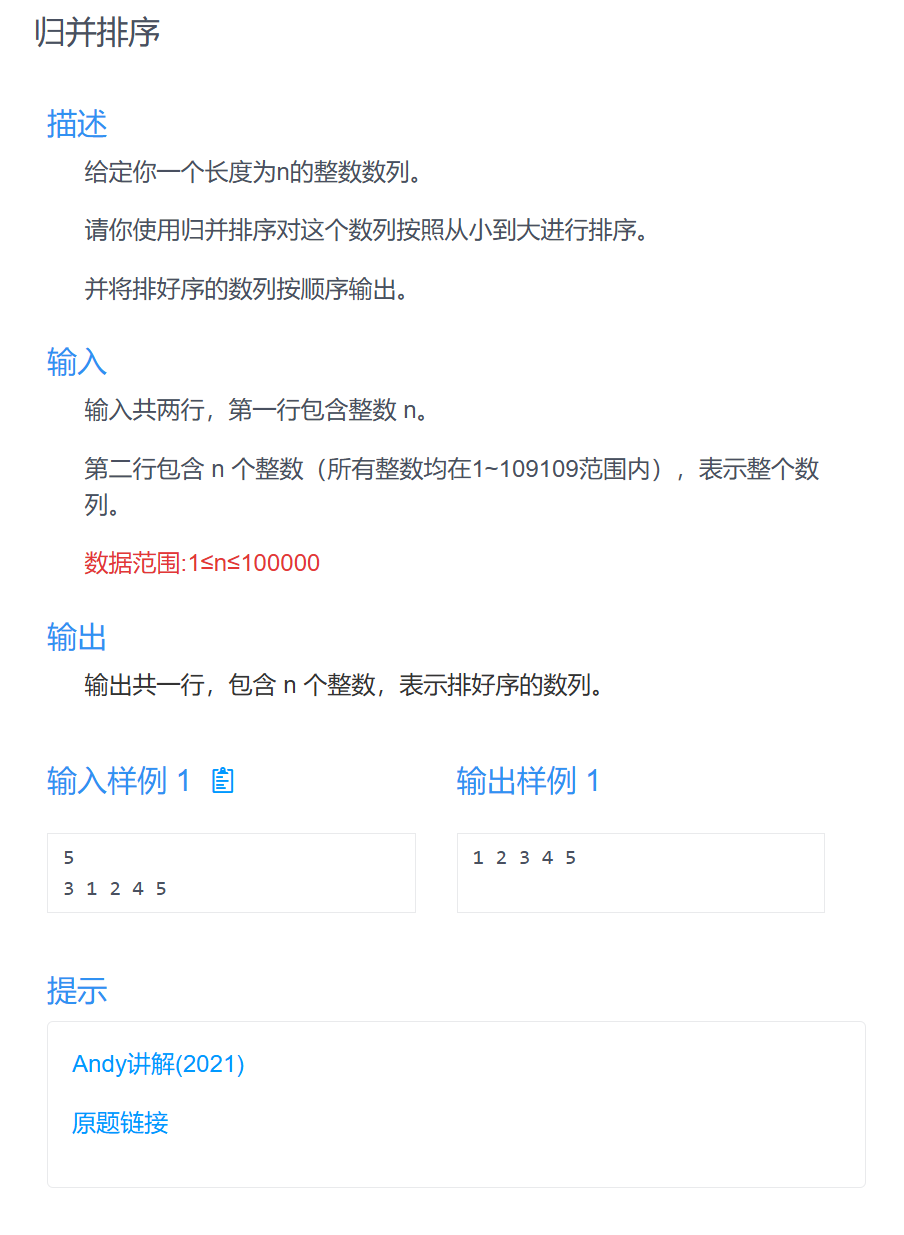 归并排序
描述
给定你一个长度为n的整数数列。
请你使用归并排序对这个数列按照从小到大进行排序。
并将排好序的数列按顺序输出。
输入
输入共两行，第一行包含整数 n。
第二行包含 n 个整数（所有整数均在1~109109范围内），表示整个数
列。
数据范围:1≤n≤100000
输出
输出共一行，包含 n 个整数，表示排好序的数列。
输入样例 1
输出样例 1
5
3 1 2 4 5
1 2 3 4 5
提示
Andy讲解(2021)
原题链接